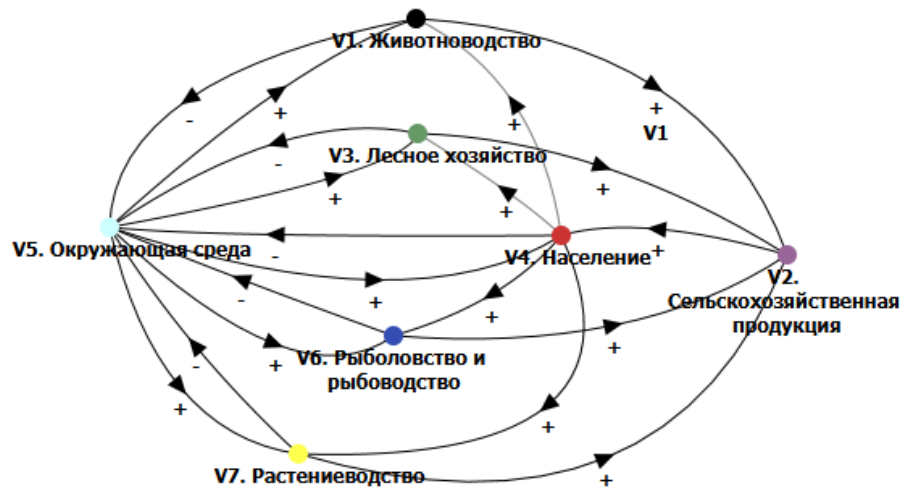 V1. Животноводство
-
+
+
V1
+
V3. Лесное хозяйство
-
+
+
+
V5. Окружающая среда
-
V4. Население
+
V2.
Сельскохозяйственная
продукция
+
-
+
+
V6. Рыболовство и
рыбоводство
+
-
+
+
V7. Растениеводство
+